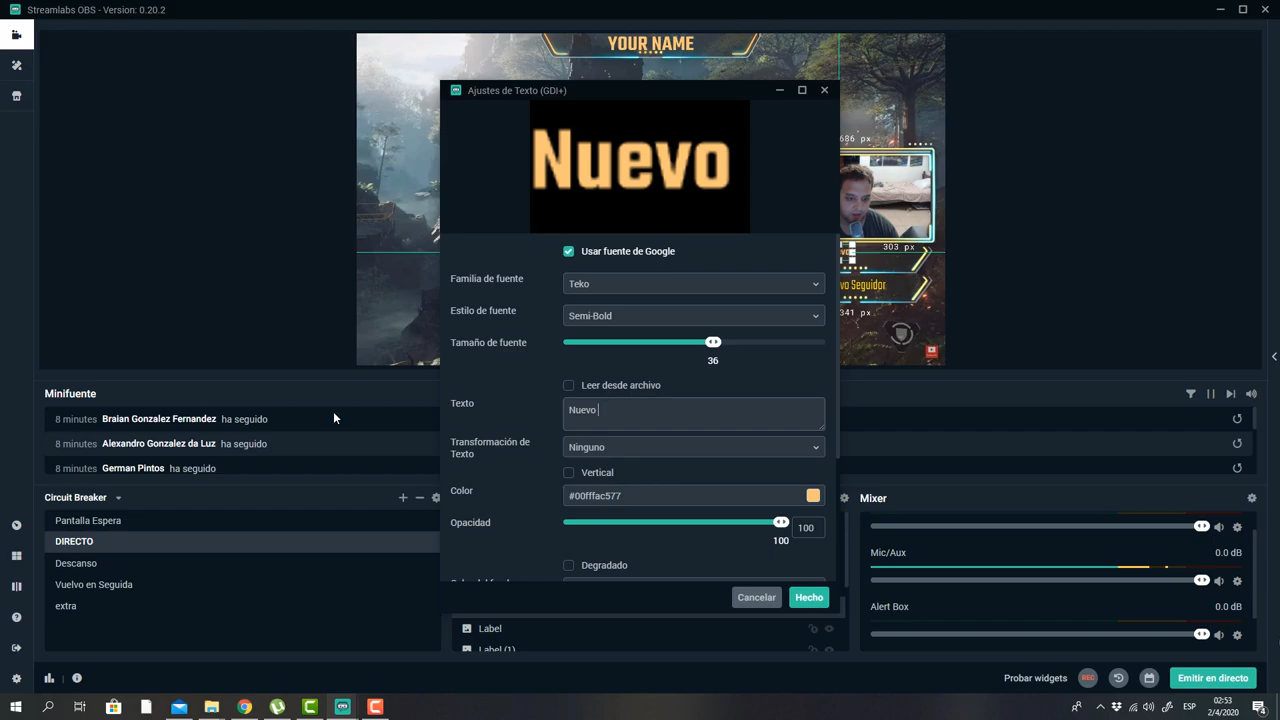 Streamlabs OBS - Version: 0.20.2
YOUR NAME
Ajustes de Texto (GDI+)
Nuevo
686 px
303 px
vo Seguidor
341 px
Usar fuente de Google
Familia de fuente
Teko
Estilo de fuente
Semi-Bold
Tamaño de fuente
36
Leer desde archivo
Texto
Nuevo
Transformación de
Texto
Ninguno
Vertical
Color
#00fffac577
Opacidad
100
100
Degradado
Cancelar
Hecho
Minifuente
8 minutes Braian Gonzalez Fernandez ha seguido
8 minutes Alexandro Gonzalez da Luz ha seguido
8 minutes German Pintos ha seguido
Circuit Breaker
Pantalla Espera
DIRECTO
Descanso
Vuelvo en Seguida
extra
Label
Label (1)
Mixer
Mic/Aux 0.0 dB
Alert Box 0.0 dB
Probar widgets
REC
Emitir en directo
ESP
02:53
2/4/2020
4